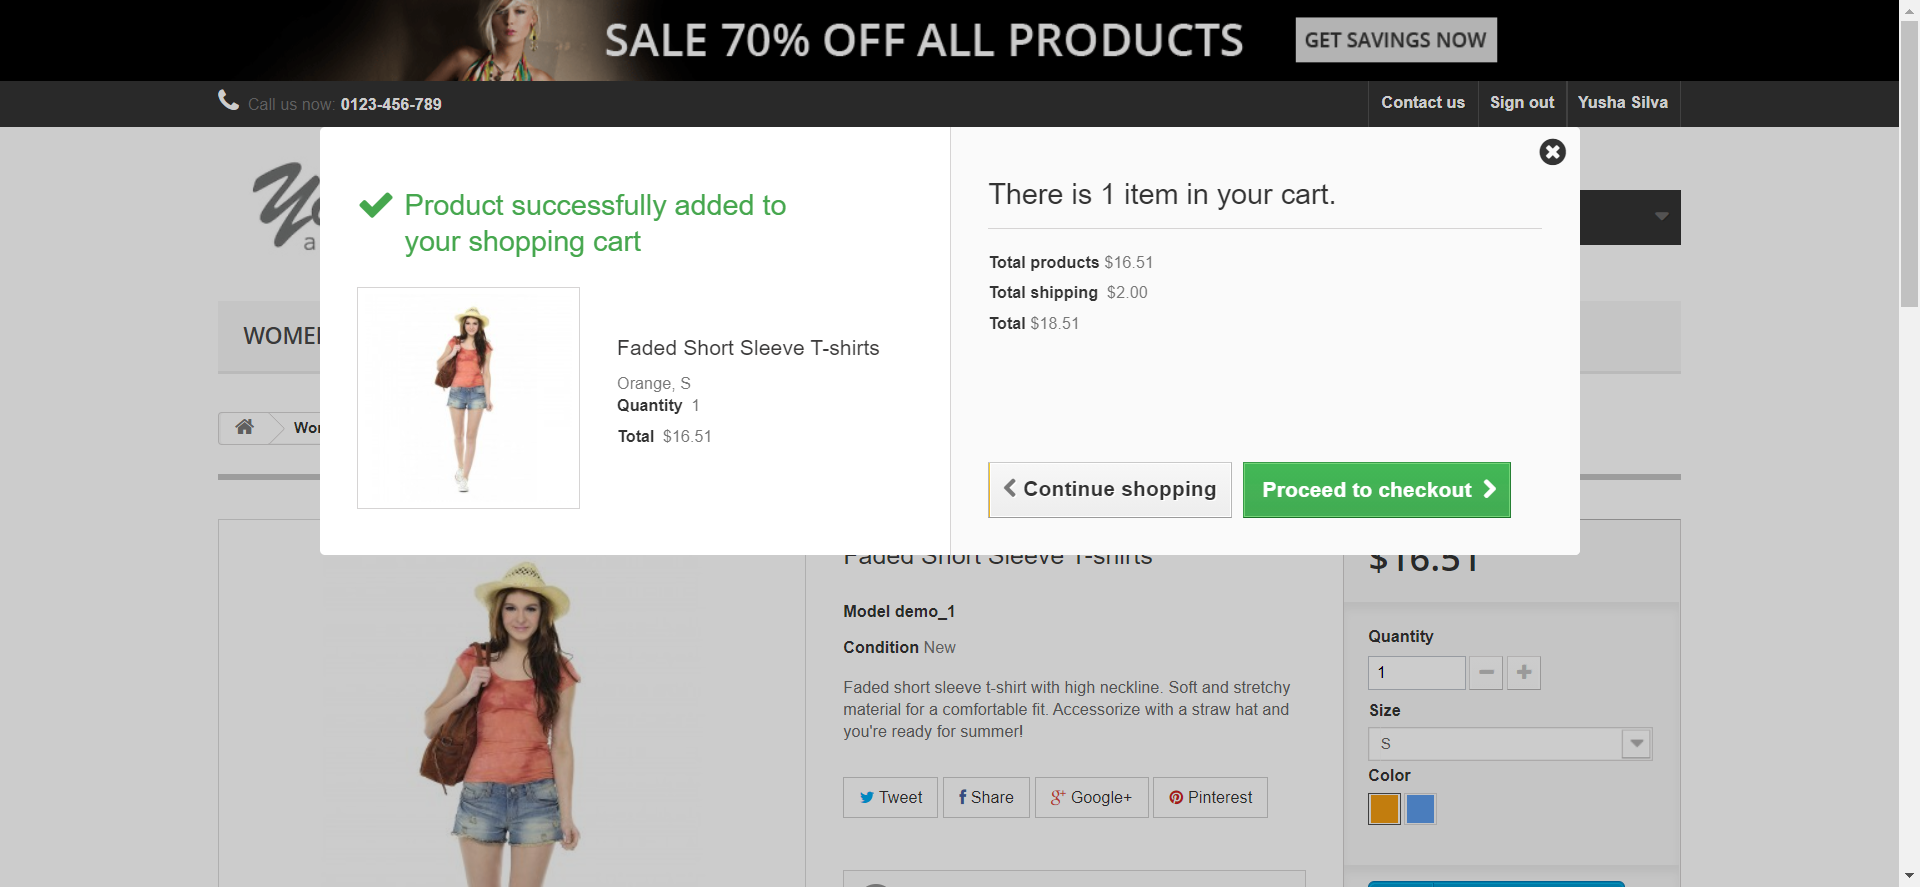 SALE 70% OFF ALL PRODUCTS
GET SAVINGS NOW
Call us now: 0123-456-789
Contact us
Sign out
Yusha Silva
Product successfully added to
your shopping cart
Faded Short Sleeve T-shirts
Orange, S
Quantity 1
Total $16.51
There is 1 item in your cart.
Total products $16.51
Total shipping $2.00
Total $18.51
Continue shopping
Proceed to checkout
Faded Short Sleeve T-shirts
Model demo_1
Condition New
Faded short sleeve t-shirt with high neckline. Soft and stretchy
material for a comfortable fit. Accessorize with a straw hat and
you're ready for summer!
Tweet
Share
Google+
Pinterest
$16.51
Quantity
1
Size
S
Color